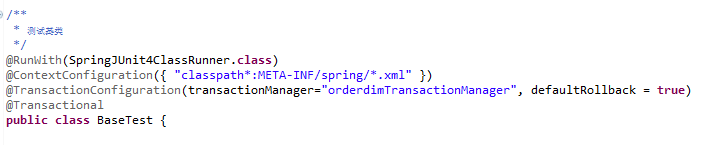 /**
 * 测试基类
 */
@RunWith(SpringJUnit4ClassRunner.class)
@ContextConfiguration({ "classpath*:META-INF/spring/*.xml" })
@TransactionConfiguration(transactionManager="orderdimTransactionManager", defaultRollback = true)
@Transactional
public class BaseTest {